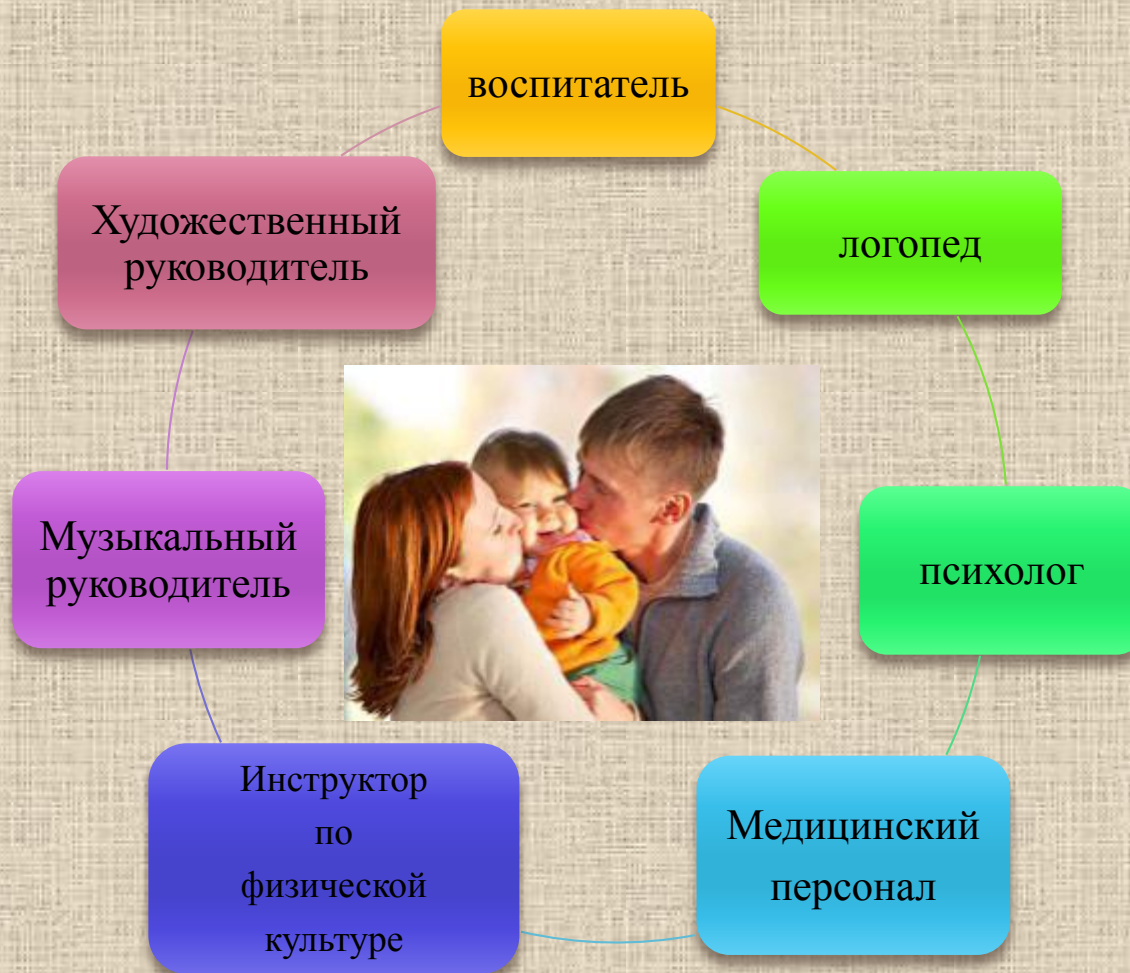 воспитатель
логопед
психолог
Медицинский
персонал
Инструктор
по
физической
культуре
Музыкальный
руководитель
Художественный
руководитель